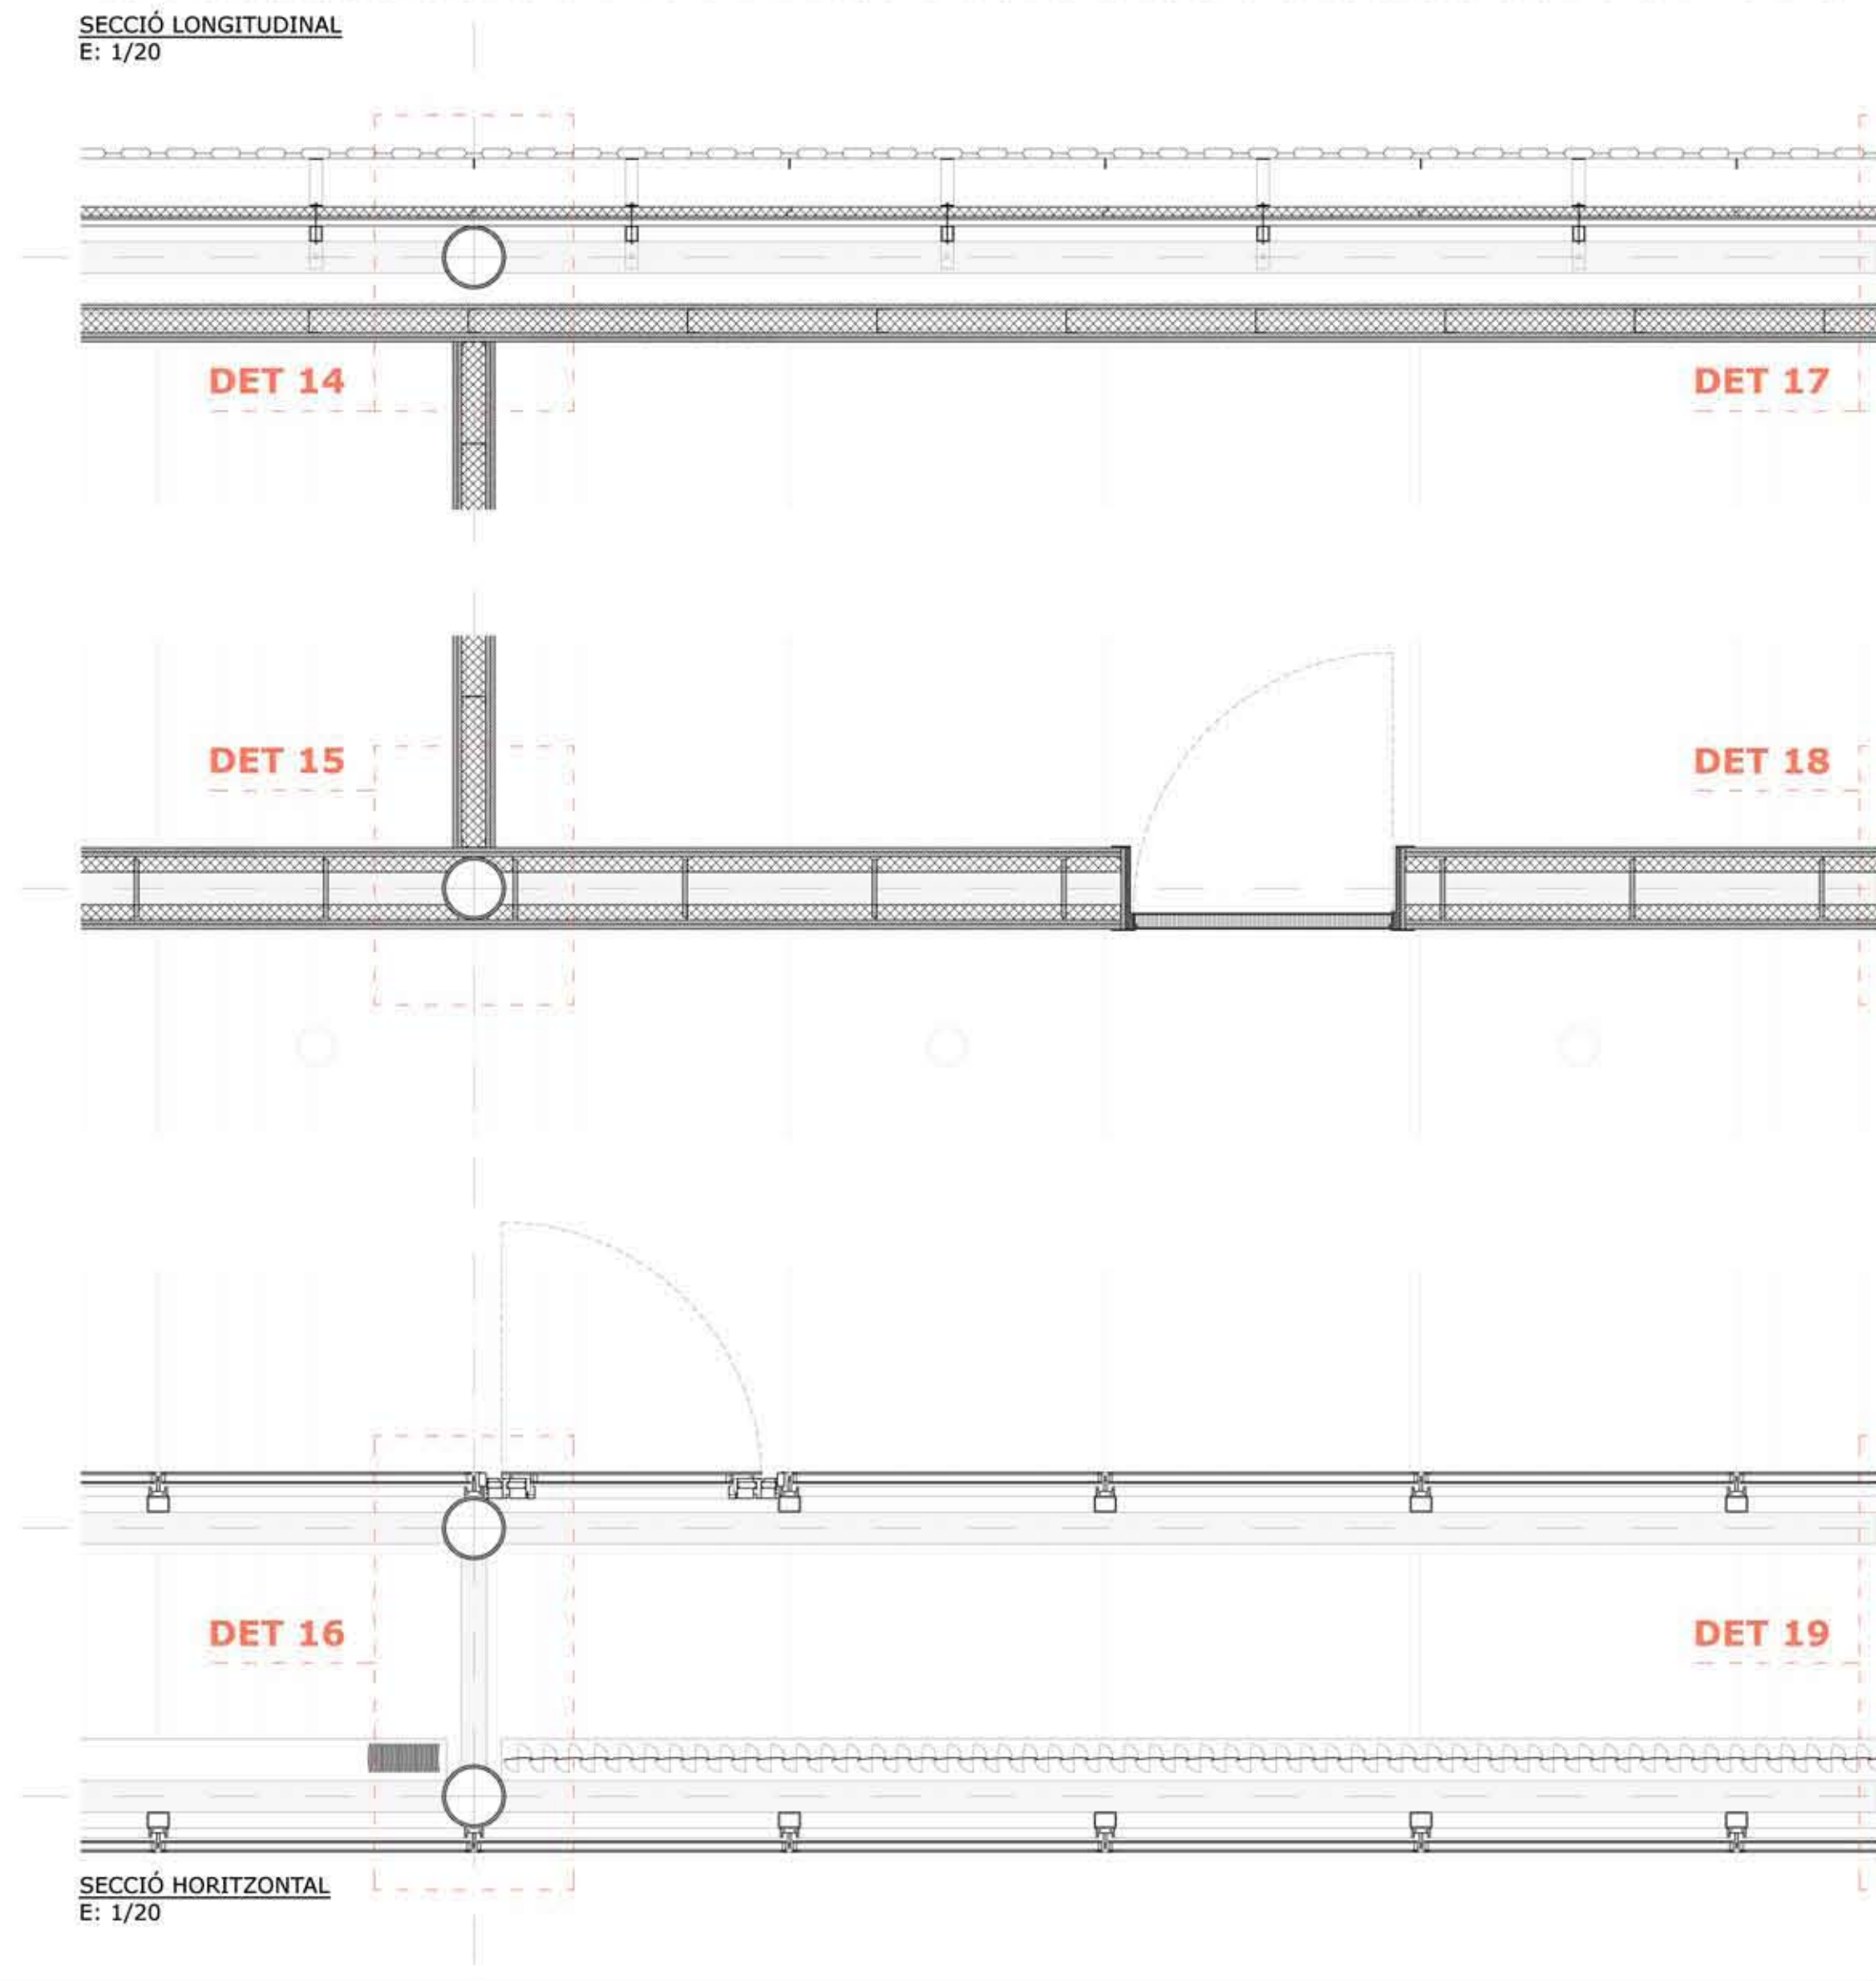 SECCIÓ LONGITUDINAL
E: 1/20
DET 14
DET 17
DET 15
DET 18
DET 16
DET 19
SECCIÓ HORITZONTAL
E: 1/20